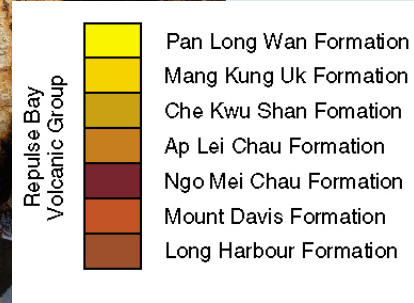 Repulse Bay
Volcanic Group
Pan Long Wan Formation
Mang Kung Uk Formation
Che Kwu Shan Fomation
Ap Lei Chau Formation
Ngo Mei Chau Formation
Mount Davis Formation
Long Harbour Formation